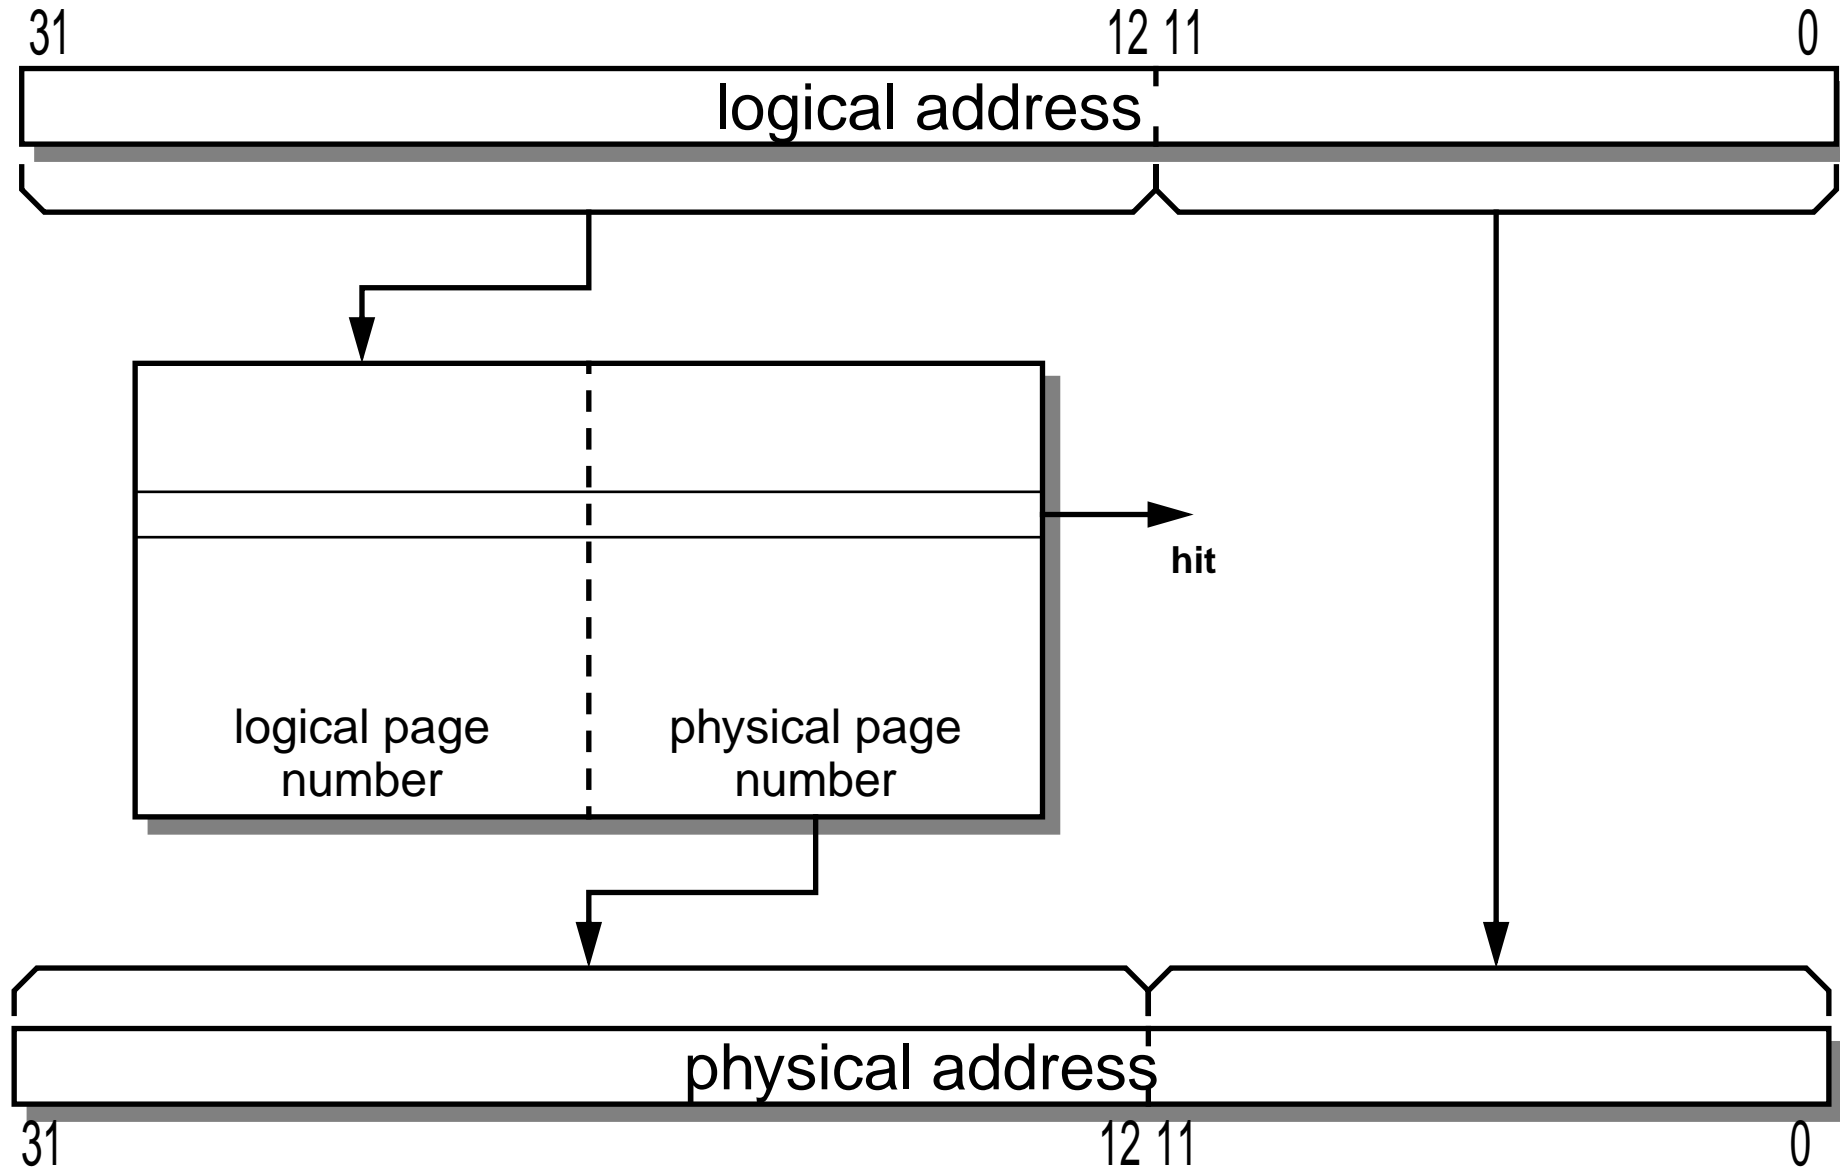 31 12 11 0
logical address
hit
logical page physical page
number number
physical address
31 12 11 0